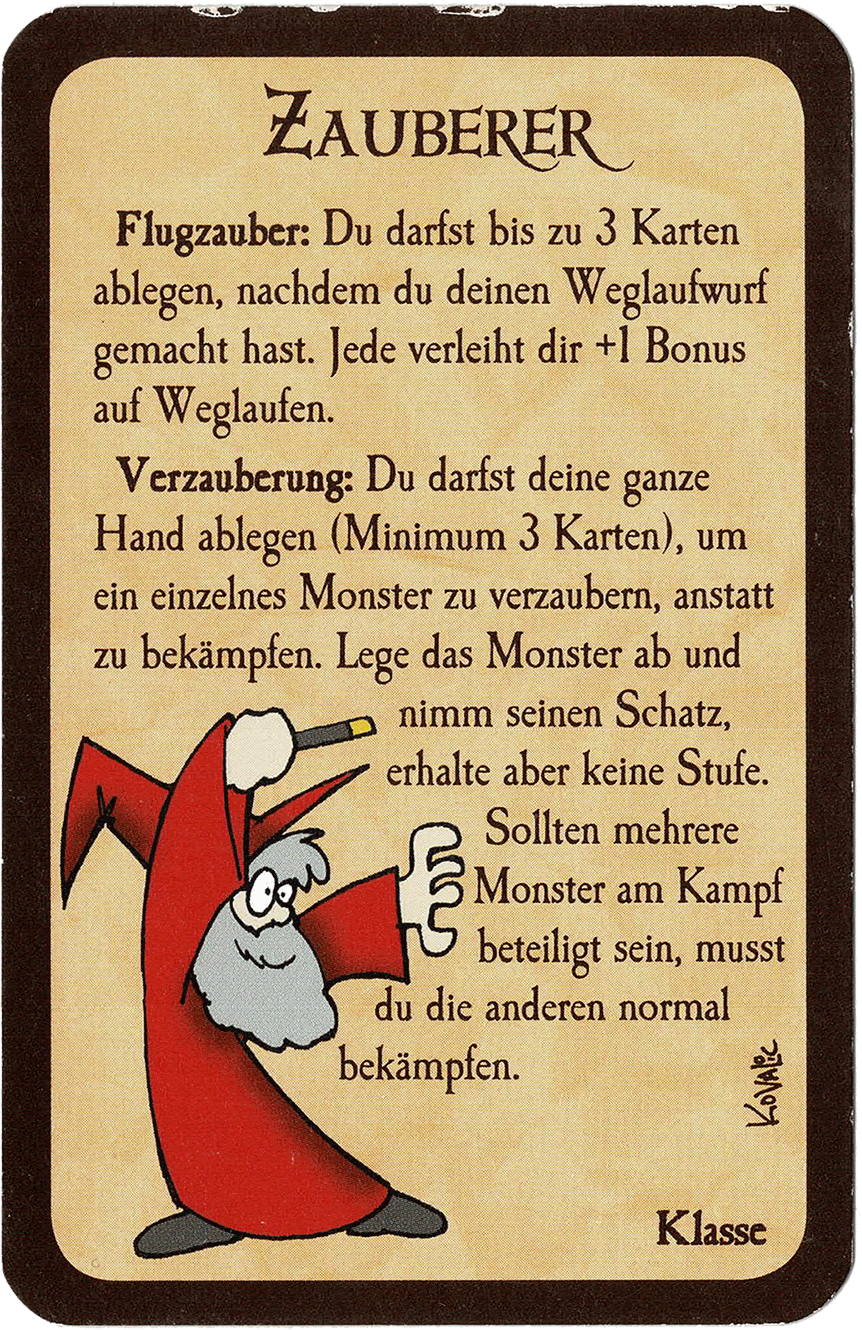 ZAUBERER
Flugzauber: Du darfst bis zu 3 Karten
ablegen, nachdem du deinen Weglaufwurf
gemacht hast. Jede verleiht dir +1 Bonus
auf Weglaufen.
Verzauberung: Du darfst deine ganze
Hand ablegen (Minimum 3 Karten), um
ein einzelnes Monster zu verzaubern, anstatt
zu bekämpfen. Lege das Monster ab und
nimm seinen Schatz,
erhalte aber keine Stufe.
Sollten mehrere
Monster am Kampf
beteiligt sein, musst
du die anderen normal
bekämpfen.
KOVALIC
Klasse